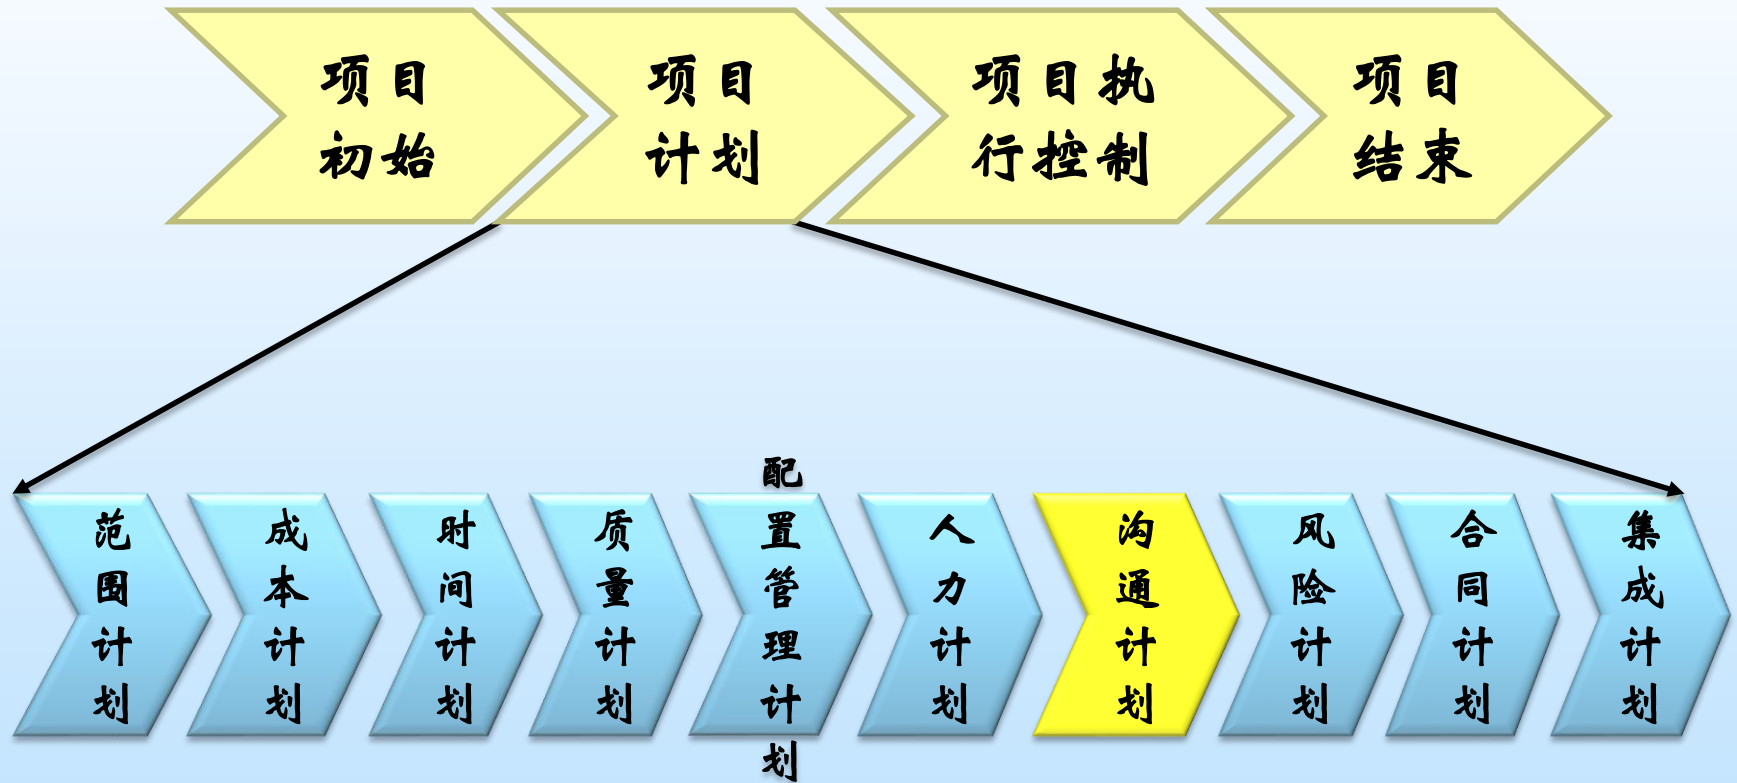 项目
初始
项目
计划
项目执
行控制
项目
结束
范围计划
成本计划
时间计划
质量计划
配置管理计划
人力计划
沟通计划
风险计划
合同计划
集成计划